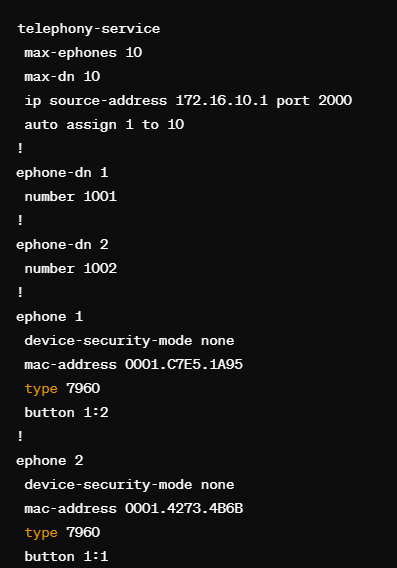 telephony-service
max-ephones 10
max-dn 10
ip source-address 172.16.10.1 port 2000
auto assign 1 to 10
!
ephone-dn 1
number 1001
!
ephone-dn 2
number 1002
!
ephone 1
device-security-mode none
mac-address 0001.C7E5.1A95
type 7960
button 1:2
!
ephone 2
device-security-mode none
mac-address 0001.4273.4B6B
type 7960
button 1:1